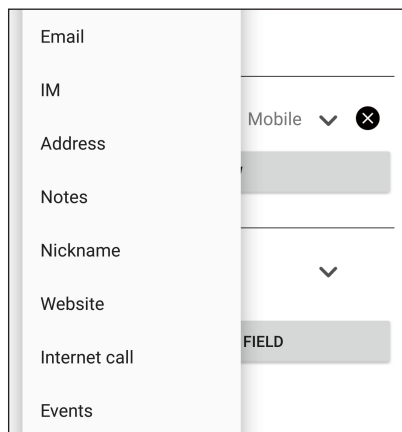 Email
IM
Mobile
Address
Notes
Nickname
Website
Internet call
FIELD
Events